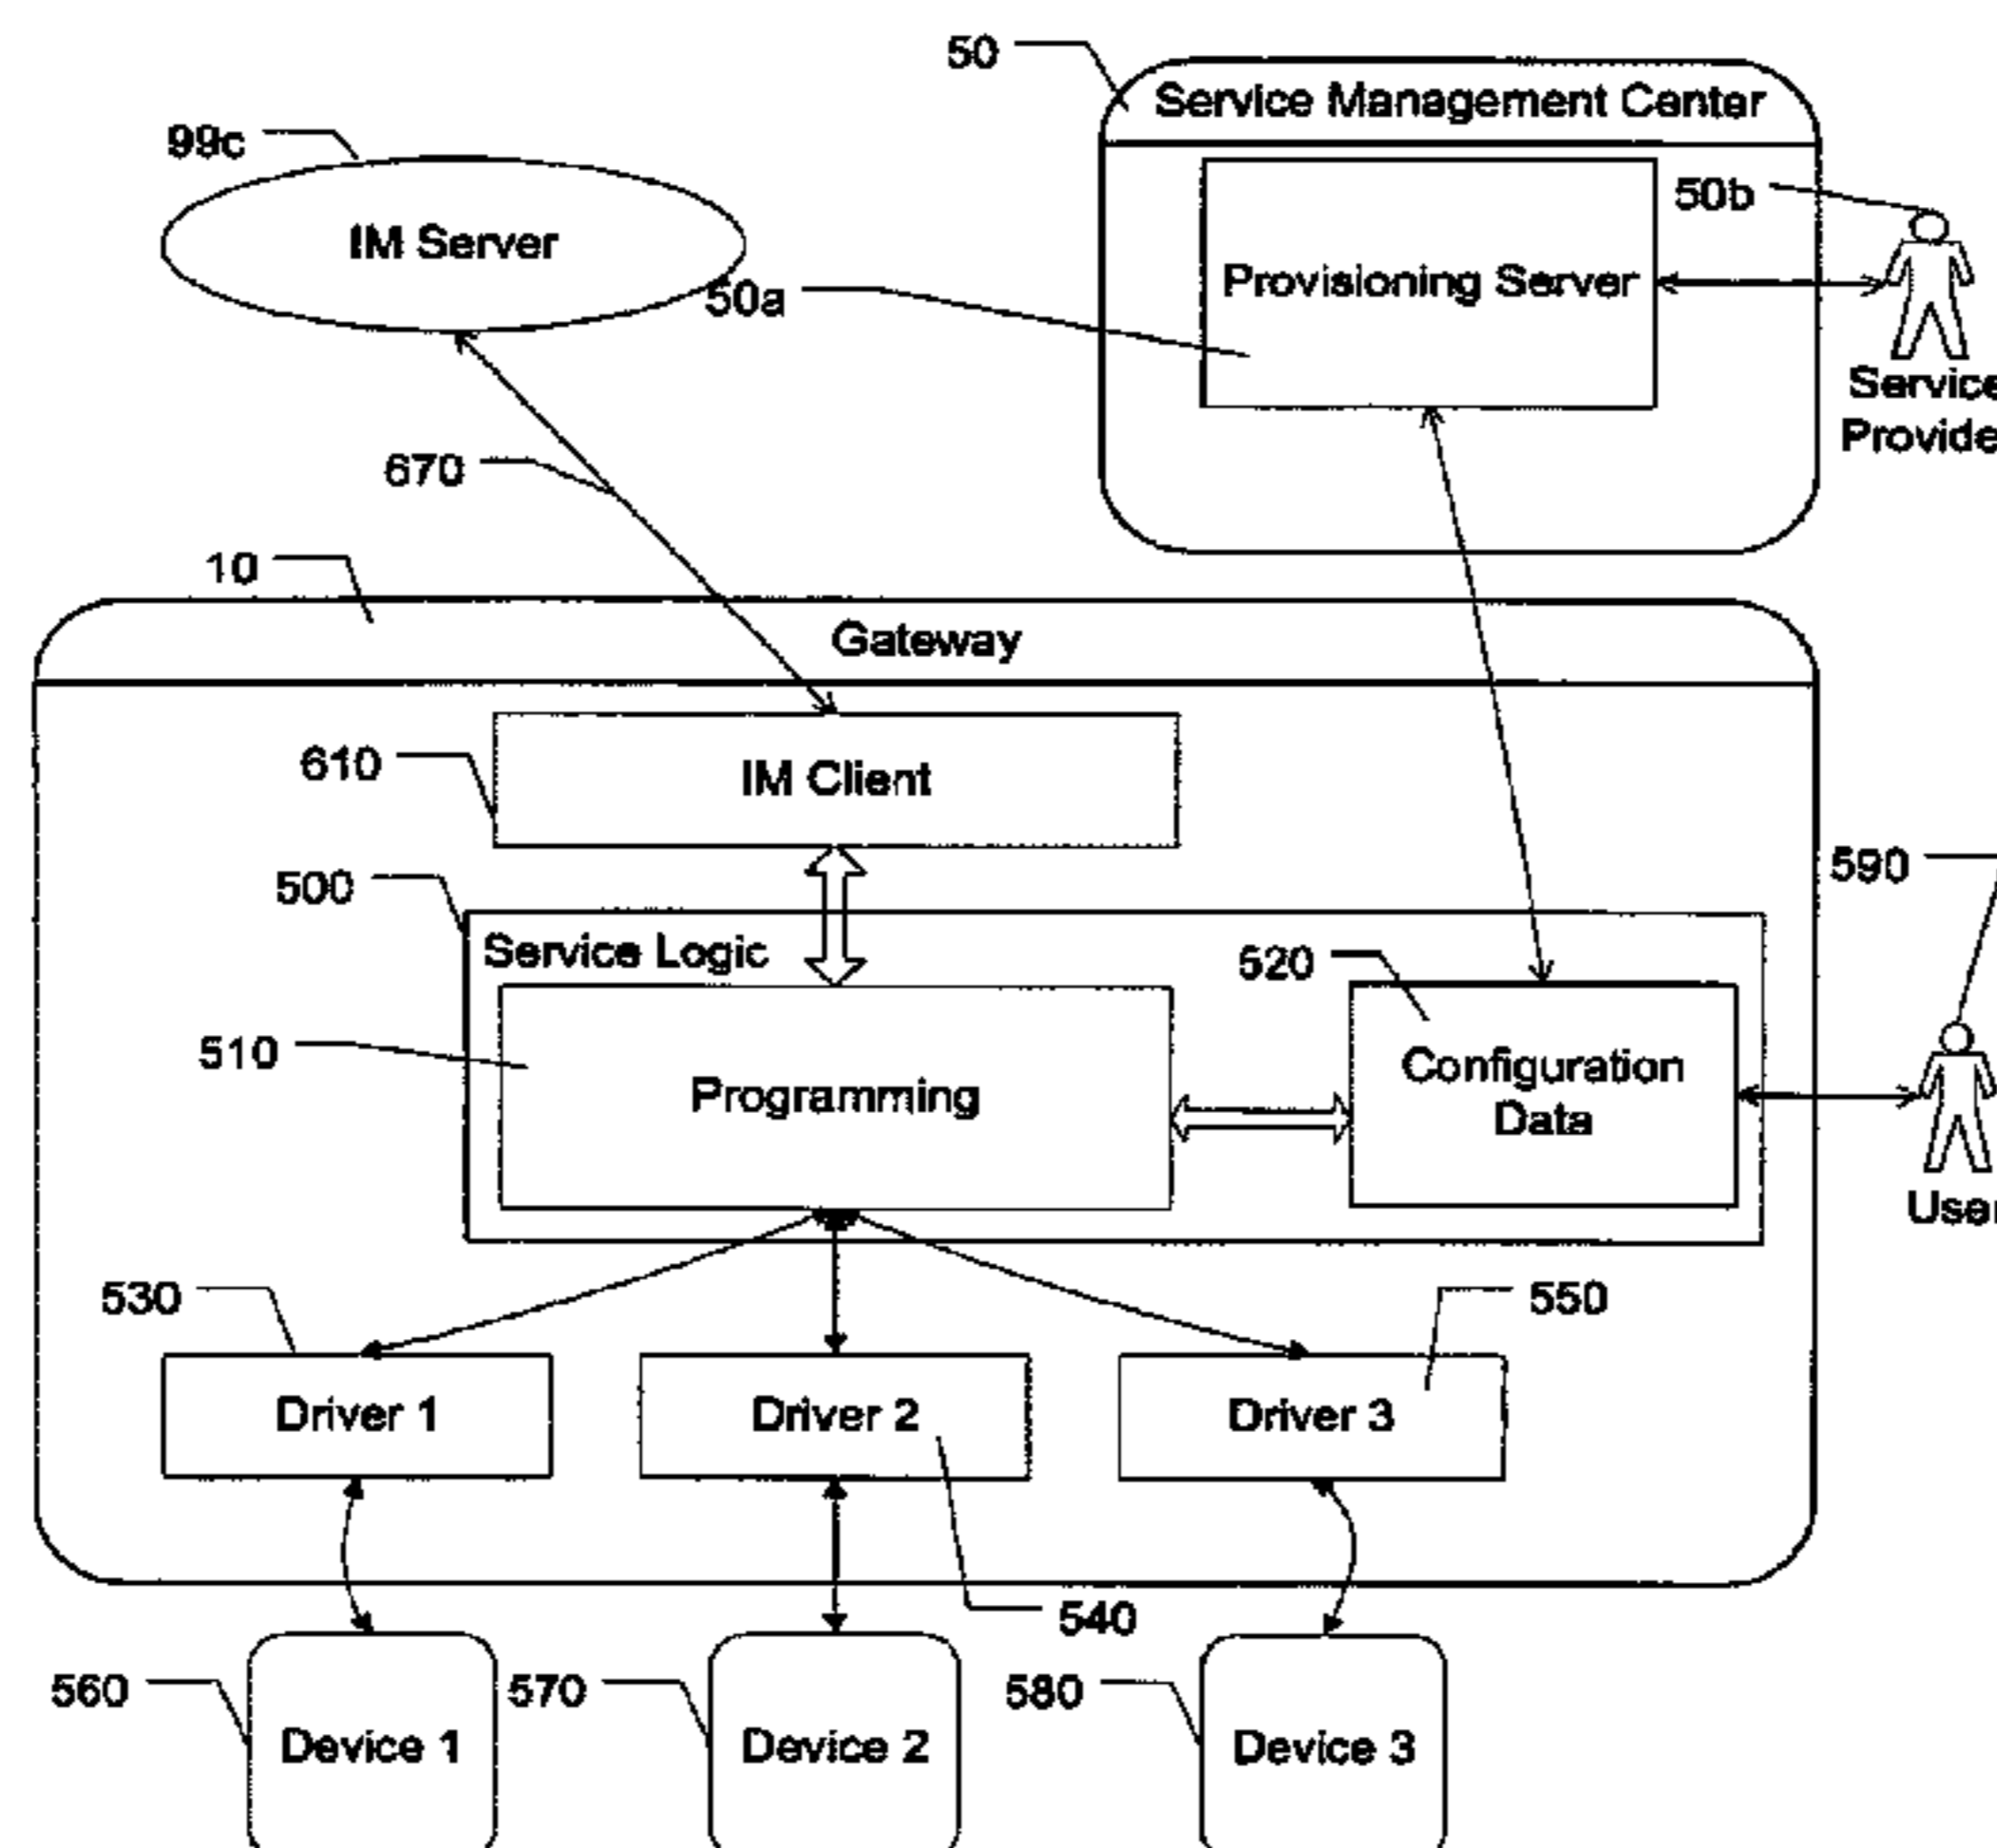 50
Service Management Center
99c
50b
IM Server
Provisioning Server
50a
Service
Provide
670
10
Gateway
610
IM Client
590
500
Service Logic
520
510
Programming
Configuration
Data
User
530
550
Driver 1
Driver 2
Driver 3
540
560
570
580
Device 1
Device 2
Device 3